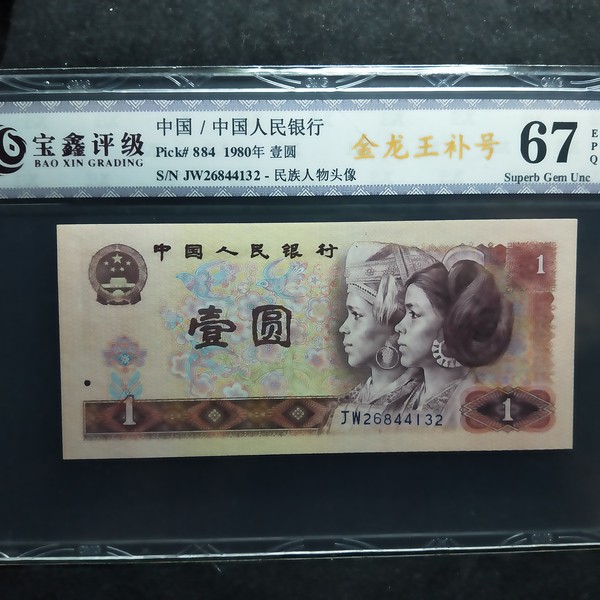 宝鑫评级
BAO XIN GRADING
中国 / 中国人民银行
Pick# 884 1980年 壹圆
S/N JW26844132 - 民族人物头像
金龙王补号
67
EPQ
Superb Gem Unc
中国人民银行
1
壹圆
1
JW26844132
1